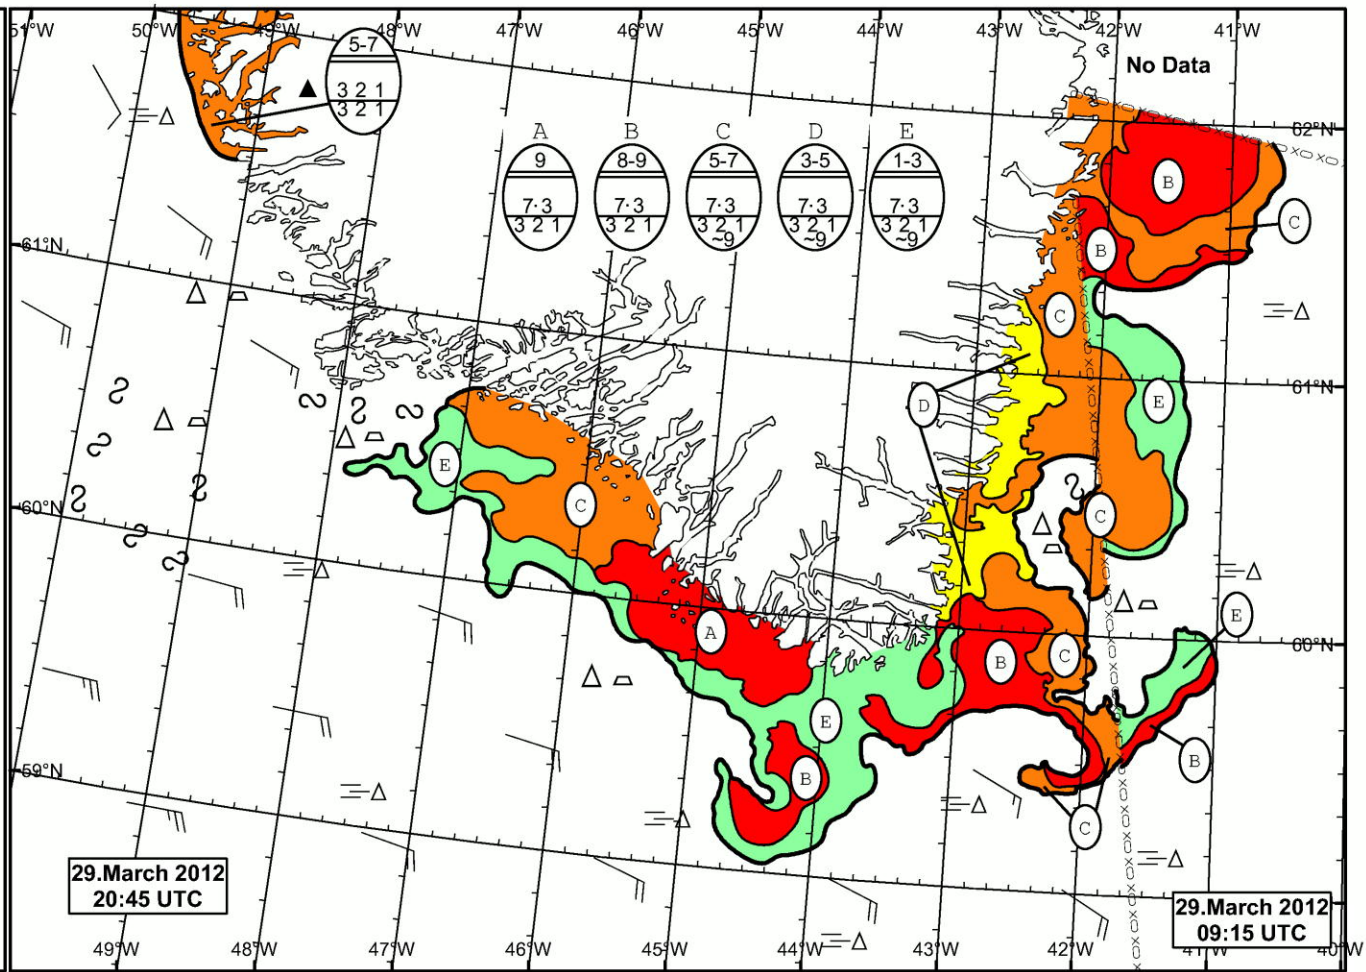 51°W 50°W 49°W 48°W 47°W 46°W 45°W 44°W 43°W 42°W 41°W
No Data
5-7
3 2 1
3 2 1
62°N
A B C D E
9 8-9 5-7 3-5 1-3
7·3 7·3 7·3 7·3 7·3
3 2 1 3 2 1 3 2 1 3 2 1 3 2 1
~9 ~9 ~9
B
C
B
61°N
C
61°N
D
E
E
C
C
60°N
E
A
B
C
60°N
E
B
B
59°N
C
29.March 2012
20:45 UTC
29.March 2012
09:15 UTC
49°W 48°W 47°W 46°W 45°W 44°W 43°W 42°W 41°W 40°W